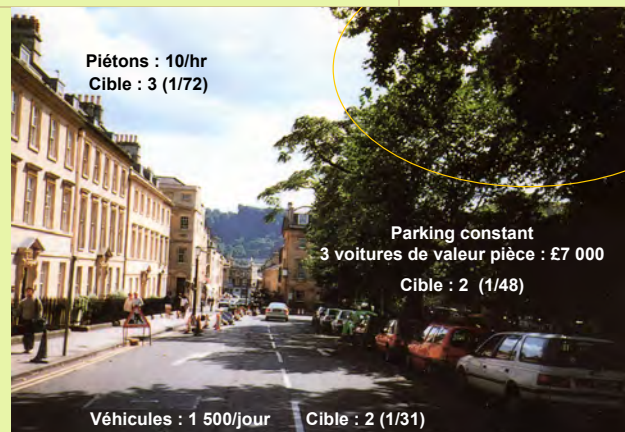 Piétons : 10/hr
Cible : 3 (1/72)
Parking constant
3 voitures de valeur pièce : £7 000
Cible : 2 (1/48)
Véhicules : 1 500/jour Cible : 2 (1/31)